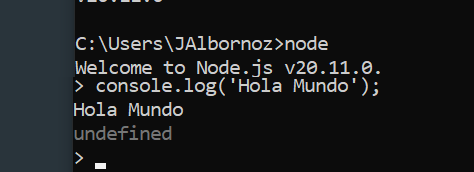 C:\Users\JAlbornoz>node
Welcome to Node.js v20.11.0.
> console.log('Hola Mundo');
Hola Mundo
undefined
>